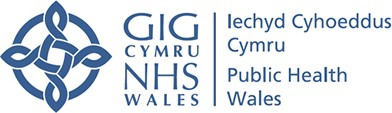 GIG
CYMRU
NHS
WALES
Iechyd Cyhoeddus
Cymru
Public Health
Wales